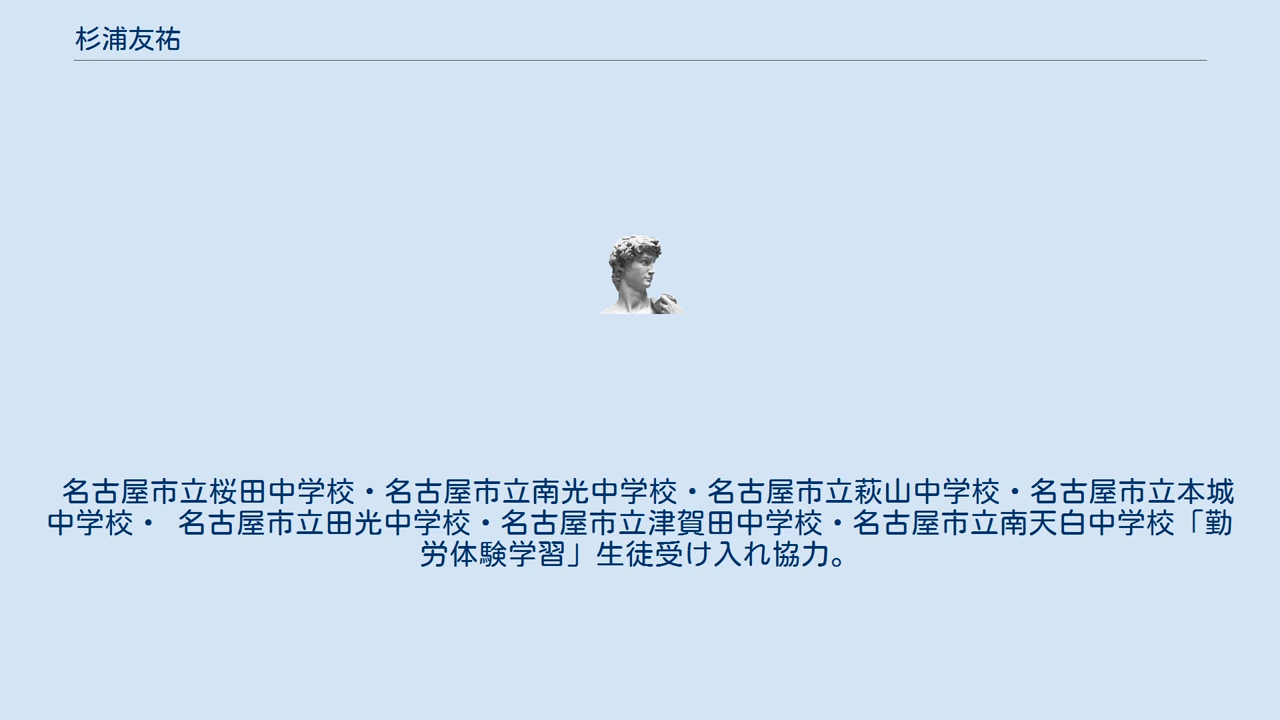 杉浦友祐
名古屋市立桜田中学校・名古屋市立南光中学校・名古屋市立萩山中学校・名古屋市立本城
中学校・ 名古屋市立田光中学校・名古屋市立津賀田中学校・名古屋市立南天白中学校「勤
労体験学習」生徒受け入れ協力。